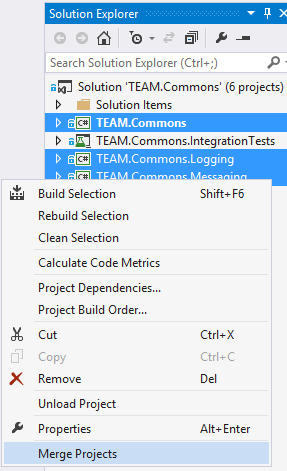 Solution Explorer
Search Solution Explorer (Ctrl+;)
Solution 'TEAM.Commons' (6 projects)
Solution Items
C# TEAM.Commons
TEAM.Commons.IntegrationTests
C# TEAM.Commons.Logging
C# TEAM.Commons.Messaging
Build Selection Shift+F6
Rebuild Selection
Clean Selection
Calculate Code Metrics
Project Dependencies...
Project Build Order...
Cut Ctrl+X
Copy Ctrl+C
Remove Del
Unload Project
Properties Alt+Enter
Merge Projects